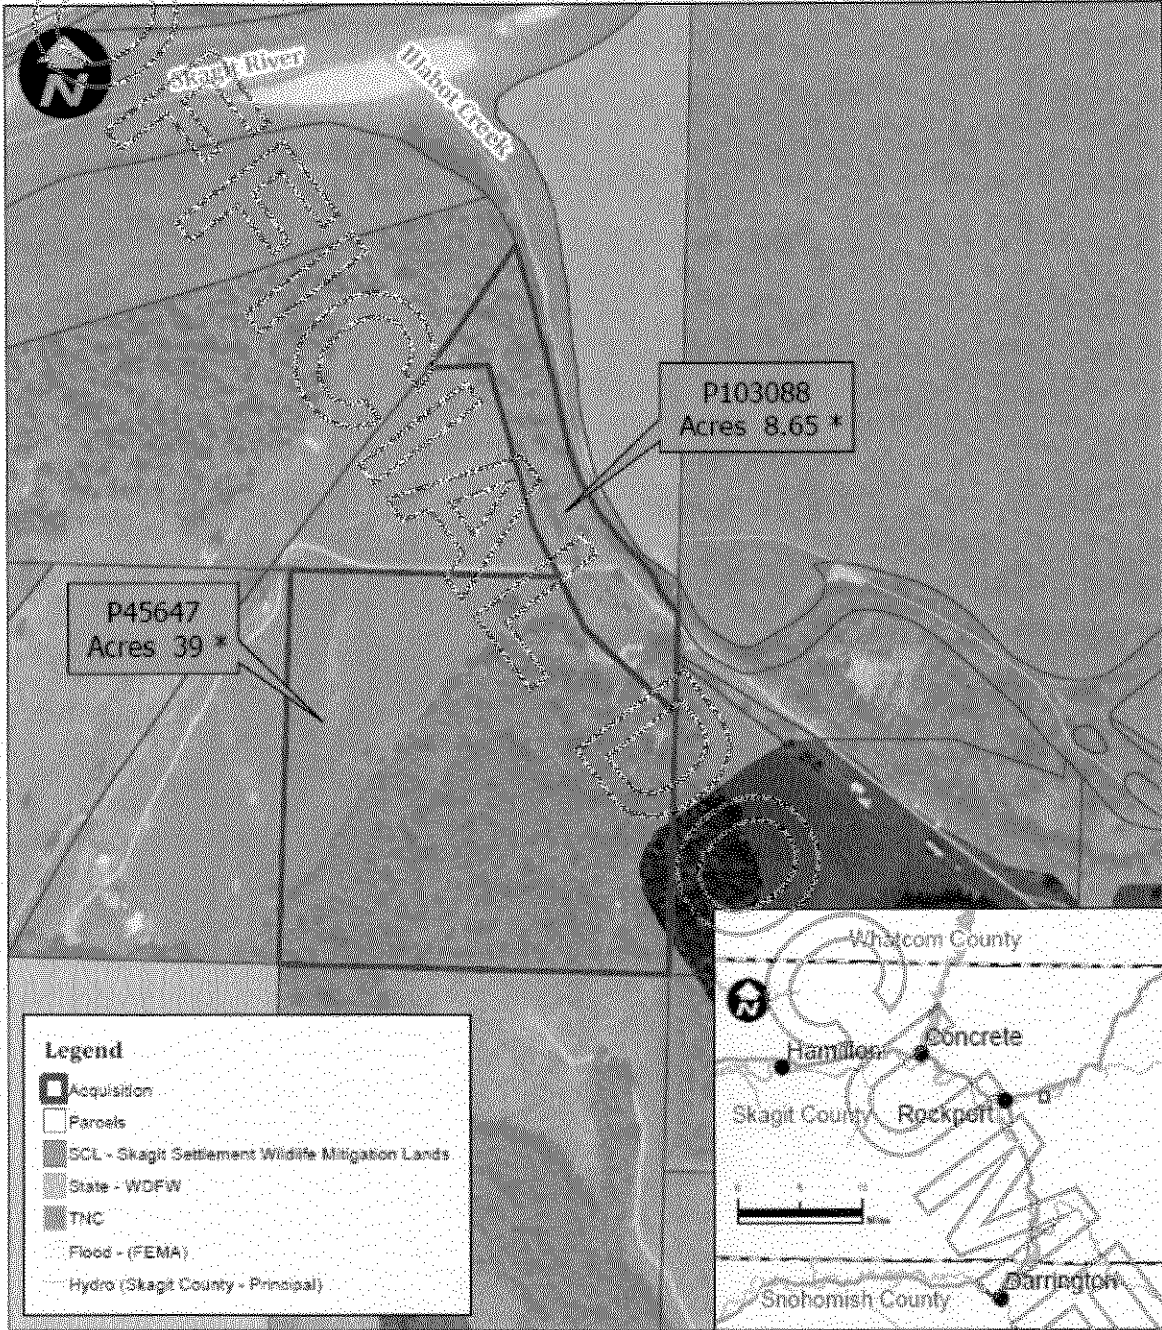 N
Skagit River
Illabot Creek
P103088
Acres 8.65 *
P45647
Acres 39 *
UNOFFICIAL DOCUMENT
Legend
Acquisition
Parcels
SCL - Skagit Settlement Wildlife Mitigation Lands
State - WDFW
TNC
Flood - (FEMA)
Hydro (Skagit County - Principal)
Whatcom County
N
Hamilton
Concrete
Skagit County
Rockport
Darrington
Snohomish County